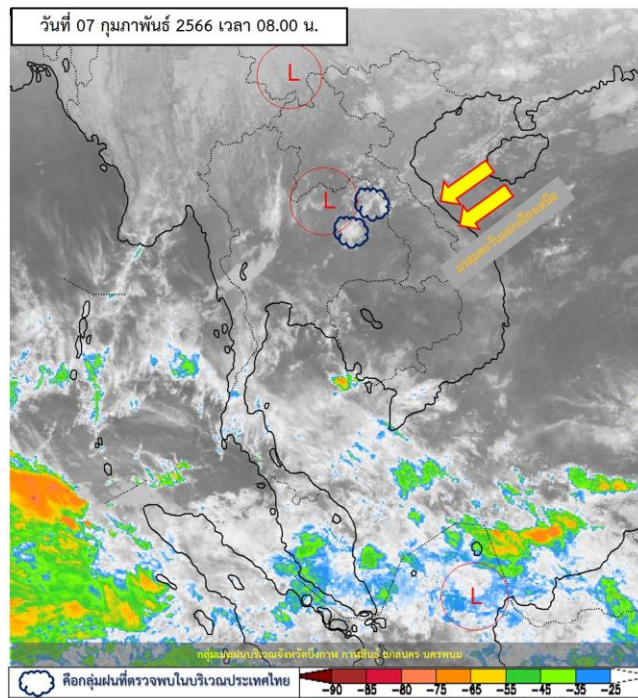 วันที่ 07 กุมภาพันธ์ 2566 เวลา 08.00 น.
L
L
มรสุมตะวันออกเฉียงเหนือ
L
กลุ่มเมฆฝนบริเวณจังหวัดบึงกาฬ กาฬสินธุ์ สกลนคร นครพนม
คือกลุ่มฝนที่ตรวจพบในบริเวณประเทศไทย
-90 -85 -80 -75 -65 -55 -45 -35 -25